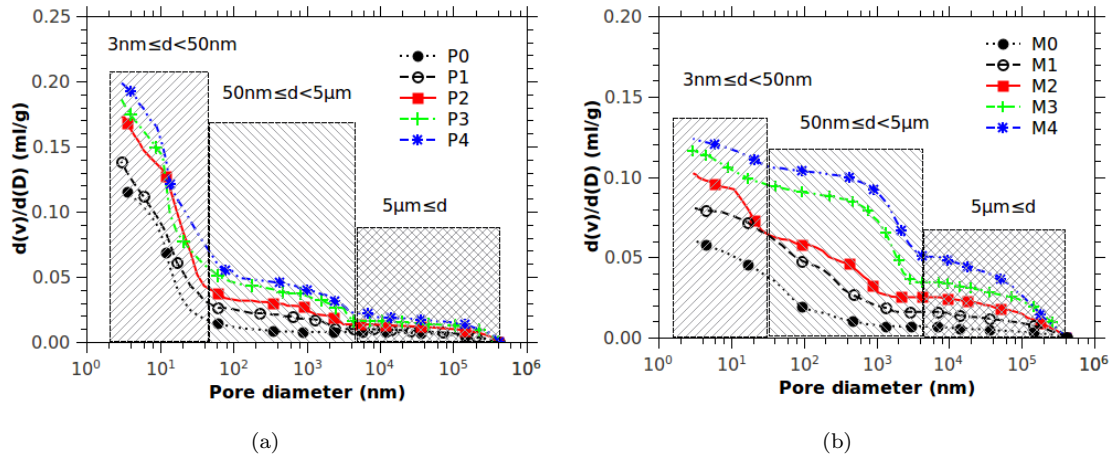 0.25
0.20
0.15
0.10
0.05
0.00
d(v)/d(D) (ml/g)
3nm≤d<50nm
50nm≤d<5μm
5μm≤d
P0
P1
P2
P3
P4
10⁰ 10¹ 10² 10³ 10⁴ 10⁵ 10⁶
Pore diameter (nm)
(a)
0.20
0.15
0.10
0.05
0.00
d(v)/d(D) (ml/g)
3nm≤d<50nm
50nm≤d<5μm
5μm≤d
M0
M1
M2
M3
M4
10⁰ 10¹ 10² 10³ 10⁴ 10⁵ 10⁶
Pore diameter (nm)
(b)